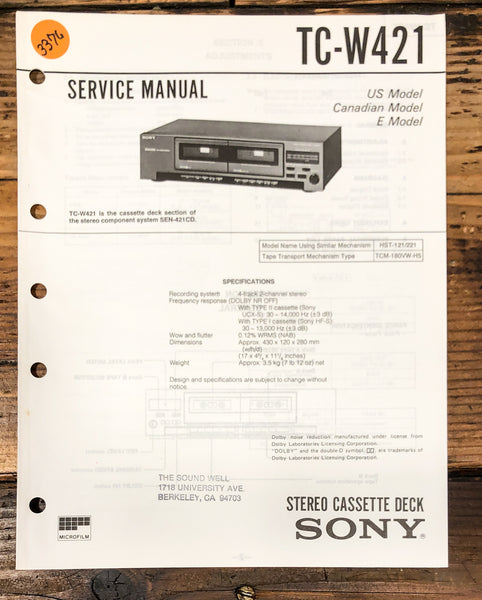 3376
TC-W421
SERVICE MANUAL
US Model
Canadian Model
E Model
SONY
TC-W421 is the cassette deck section of
the stereo component system SEN-421CD.
Model Name Using Similar Mechanism HST-121/221
Tape Transport Mechanism Type TCM-180VW-H5
SPECIFICATIONS
Recording system 4-track 2-channel stereo
Frequency response (DOLBY NR OFF)
With TYPE II cassette (Sony
UCX-S): 30 – 14,000 Hz (±3 dB)
With TYPE I cassette (Sony HF-S)
30 – 13,000 Hz (±3 dB)
Wow and flutter 0.12% WRMS (NAB)
Dimensions Approx. 430 x 120 x 280 mm
(w/h/d)
Weight Approx. 3.5 kg (7 lb 12 oz) net
Design and specifications are subject to change without
notice.
Dolby noise reduction manufactured under license from
Dolby Laboratories Licensing Corporation.
"DOLBY" and the double-D symbol are trademarks of
Dolby Laboratories Licensing Corporation.
THE SOUND WELL
1718 UNIVERSITY AVE.
BERKELEY, CA 94703
MICROFILM
STEREO CASSETTE DECK
SONY®